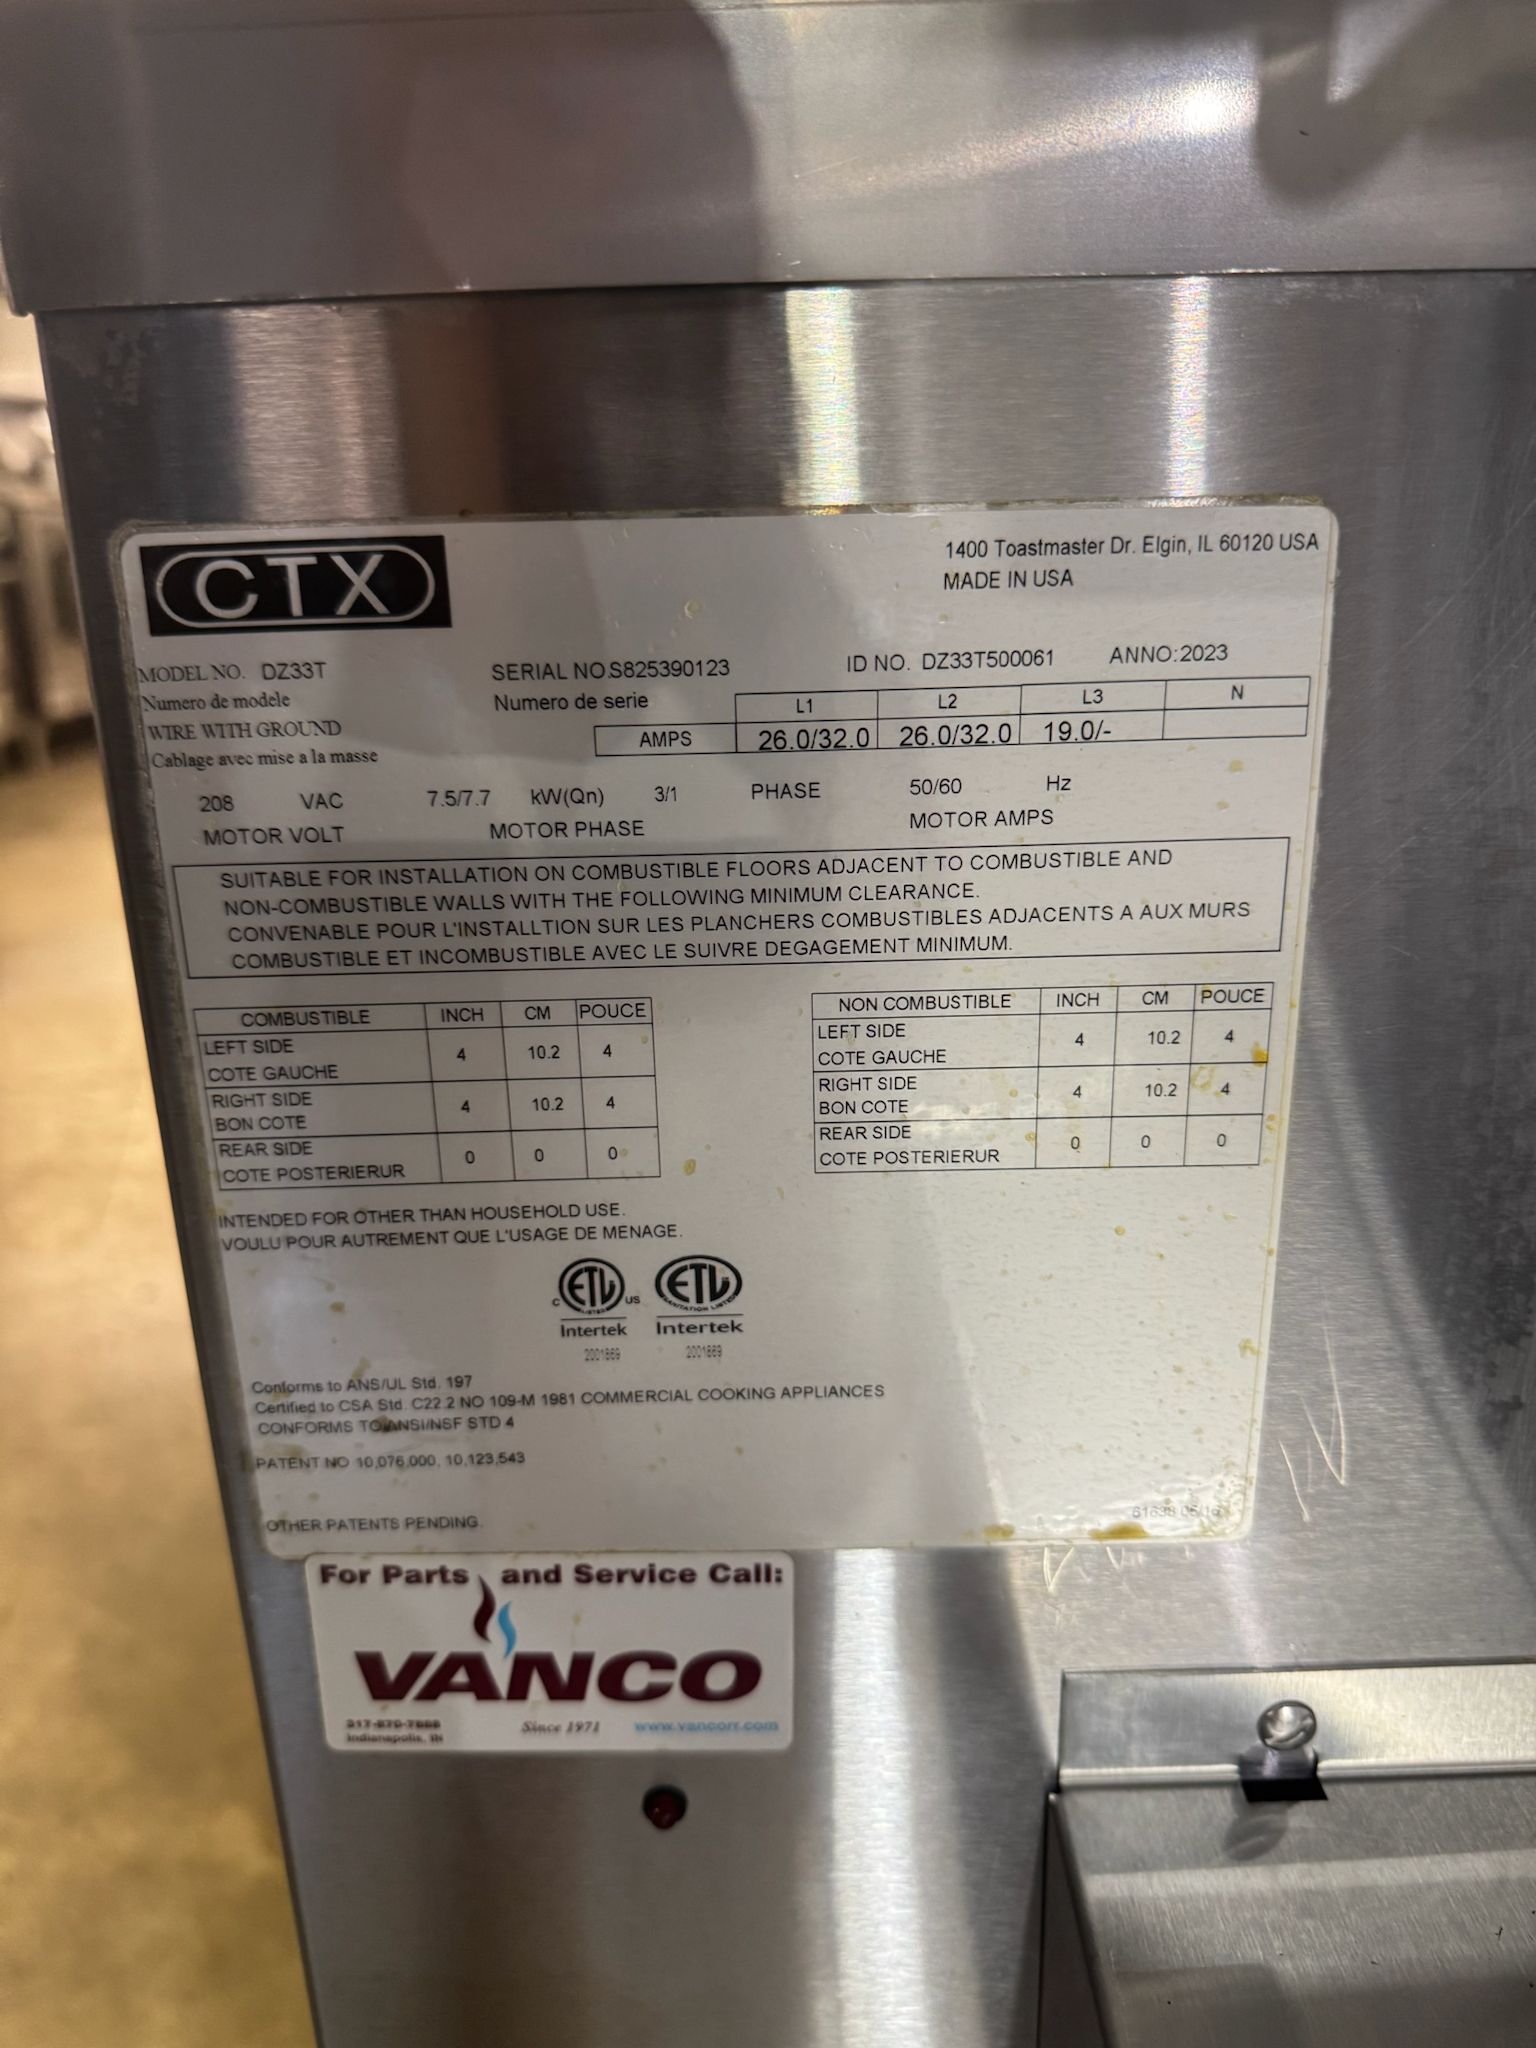 CTX
1400 Toastmaster Dr. Elgin, IL 60120 USA
MADE IN USA
MODEL NO. DZ33T SERIAL NO.S825390123 ID NO. DZ33T500061 ANNO:2023
Numero de modele Numero de serie
L1 L2 L3 N
WIRE WITH GROUND AMPS 26.0/32.0 26.0/32.0 19.0/-
Cablage avec mise a la masse
208 VAC 7.5/7.7 kW(Qn) 3/1 PHASE 50/60 Hz
MOTOR VOLT MOTOR PHASE MOTOR AMPS
SUITABLE FOR INSTALLATION ON COMBUSTIBLE FLOORS ADJACENT TO COMBUSTIBLE AND
NON-COMBUSTIBLE WALLS WITH THE FOLLOWING MINIMUM CLEARANCE.
CONVENABLE POUR L'INSTALLTION SUR LES PLANCHERS COMBUSTIBLES ADJACENTS A AUX MURS
COMBUSTIBLE ET INCOMBUSTIBLE AVEC LE SUIVRE DEGAGEMENT MINIMUM.
COMBUSTIBLE INCH CM POUCE
LEFT SIDE
COTE GAUCHE 4 10.2 4
RIGHT SIDE
BON COTE 4 10.2 4
REAR SIDE
COTE POSTERIERUR 0 0 0
NON COMBUSTIBLE INCH CM POUCE
LEFT SIDE
COTE GAUCHE 4 10.2 4
RIGHT SIDE
BON COTE 4 10.2 4
REAR SIDE
COTE POSTERIERUR 0 0 0
INTENDED FOR OTHER THAN HOUSEHOLD USE.
VOULU POUR AUTREMENT QUE L'USAGE DE MENAGE.
C ETL LISTED US
Intertek
2001869
ETL SANITATION LISTED
Intertek
2001869
Conforms to ANS/UL Std. 197
Certified to CSA Std. C22.2 NO 109-M 1981 COMMERCIAL COOKING APPLIANCES
CONFORMS TO ANSI/NSF STD 4
PATENT NO 10,076,000, 10,123,543
OTHER PATENTS PENDING.
For Parts and Service Call:
VANCO
Since 1971 www.vancorr.com
Indianapolis, IN